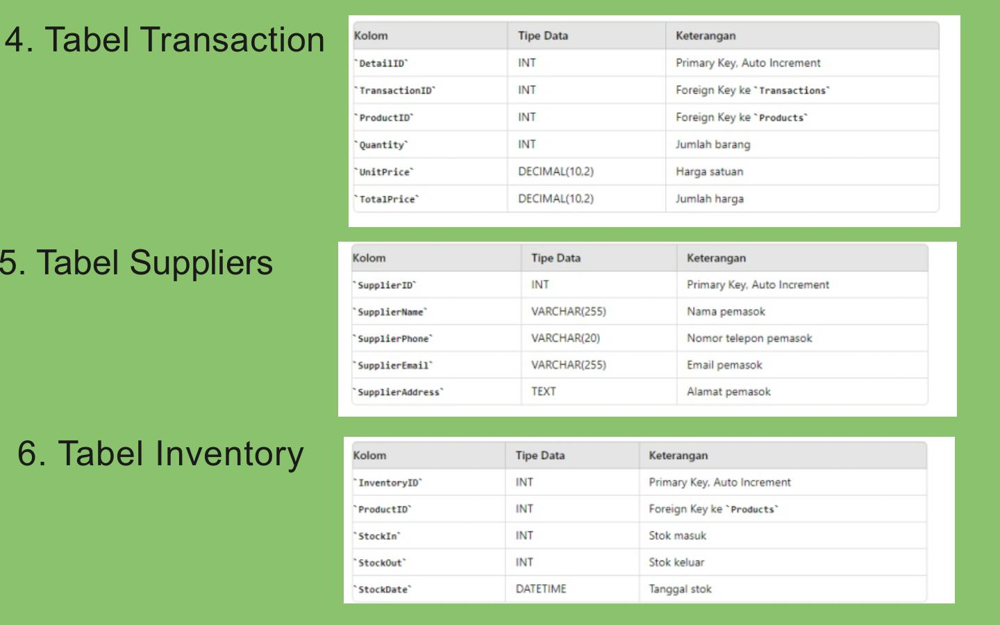 4. Tabel Transaction
Kolom Tipe Data Keterangan
`DetailID` INT Primary Key, Auto Increment
`TransactionID` INT Foreign Key ke `Transactions`
`ProductID` INT Foreign Key ke `Products`
`Quantity` INT Jumlah barang
`UnitPrice` DECIMAL(10,2) Harga satuan
`TotalPrice` DECIMAL(10,2) Jumlah harga
5. Tabel Suppliers
Kolom Tipe Data Keterangan
`SupplierID` INT Primary Key, Auto Increment
`SupplierName` VARCHAR(255) Nama pemasok
`SupplierPhone` VARCHAR(20) Nomor telepon pemasok
`SupplierEmail` VARCHAR(255) Email pemasok
`SupplierAddress` TEXT Alamat pemasok
6. Tabel Inventory
Kolom Tipe Data Keterangan
`InventoryID` INT Primary Key, Auto Increment
`ProductID` INT Foreign Key ke `Products`
`StockIn` INT Stok masuk
`StockOut` INT Stok keluar
`StockDate` DATETIME Tanggal stok